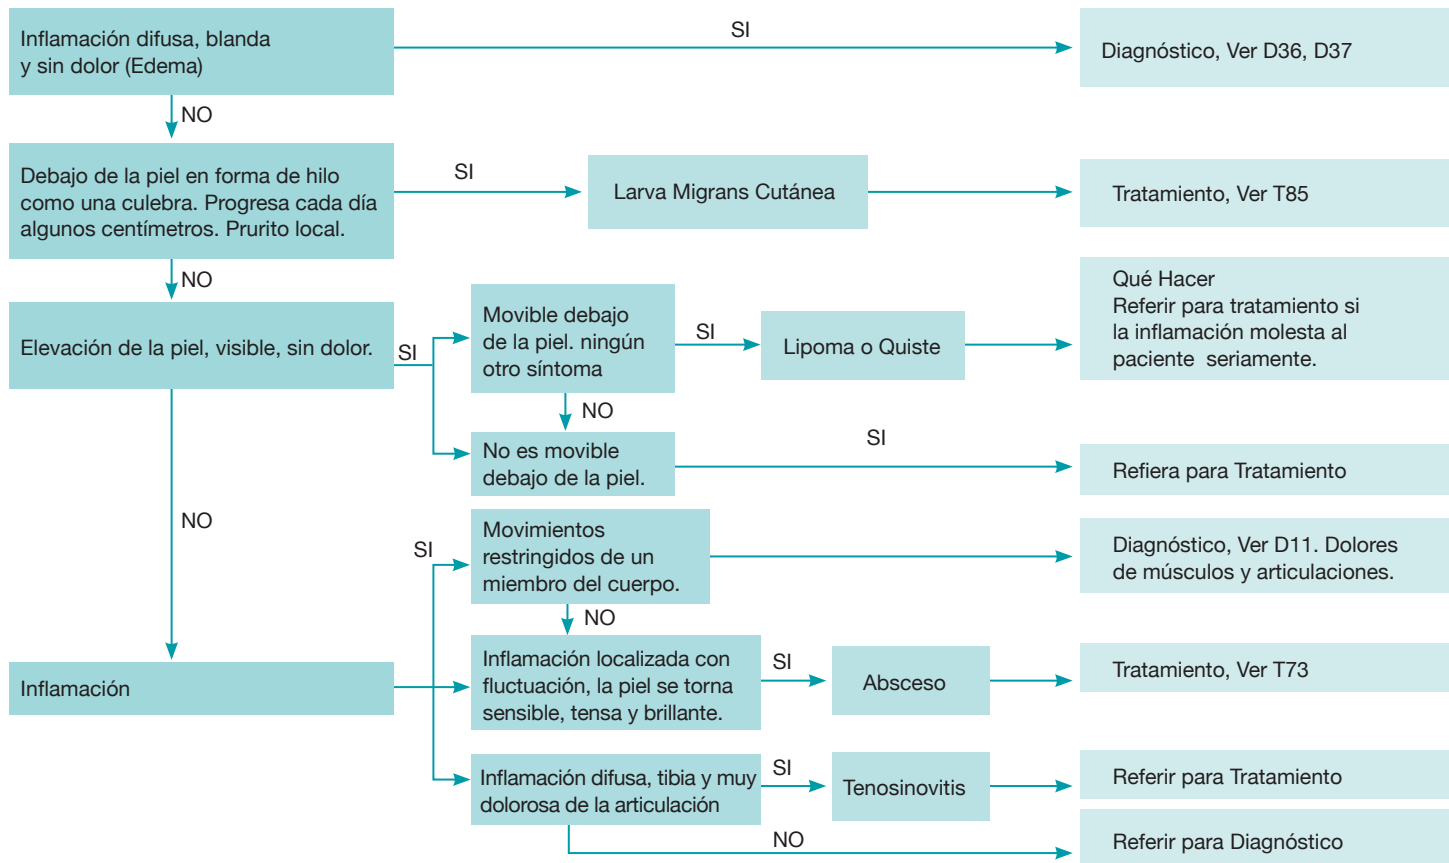 Inflamación difusa, blanda
y sin dolor (Edema)
SI
Diagnóstico, Ver D36, D37
NO
Debajo de la piel en forma de hilo
como una culebra. Progresa cada día
algunos centímetros. Prurito local.
SI
Larva Migrans Cutánea
Tratamiento, Ver T85
NO
Elevación de la piel, visible, sin dolor.
SI
Movible debajo
de la piel. ningún
otro síntoma
SI
Lipoma o Quiste
Qué Hacer
Referir para tratamiento si
la inflamación molesta al
paciente seriamente.
NO
No es movible
debajo de la piel.
SI
Refiera para Tratamiento
NO
Inflamación
SI
Movimientos
restringidos de un
miembro del cuerpo.
Diagnóstico, Ver D11. Dolores
de músculos y articulaciones.
NO
Inflamación localizada con
fluctuación, la piel se torna
sensible, tensa y brillante.
SI
Absceso
Tratamiento, Ver T73
Inflamación difusa, tibia y muy
dolorosa de la articulación
SI
Tenosinovitis
Referir para Tratamiento
NO
Referir para Diagnóstico